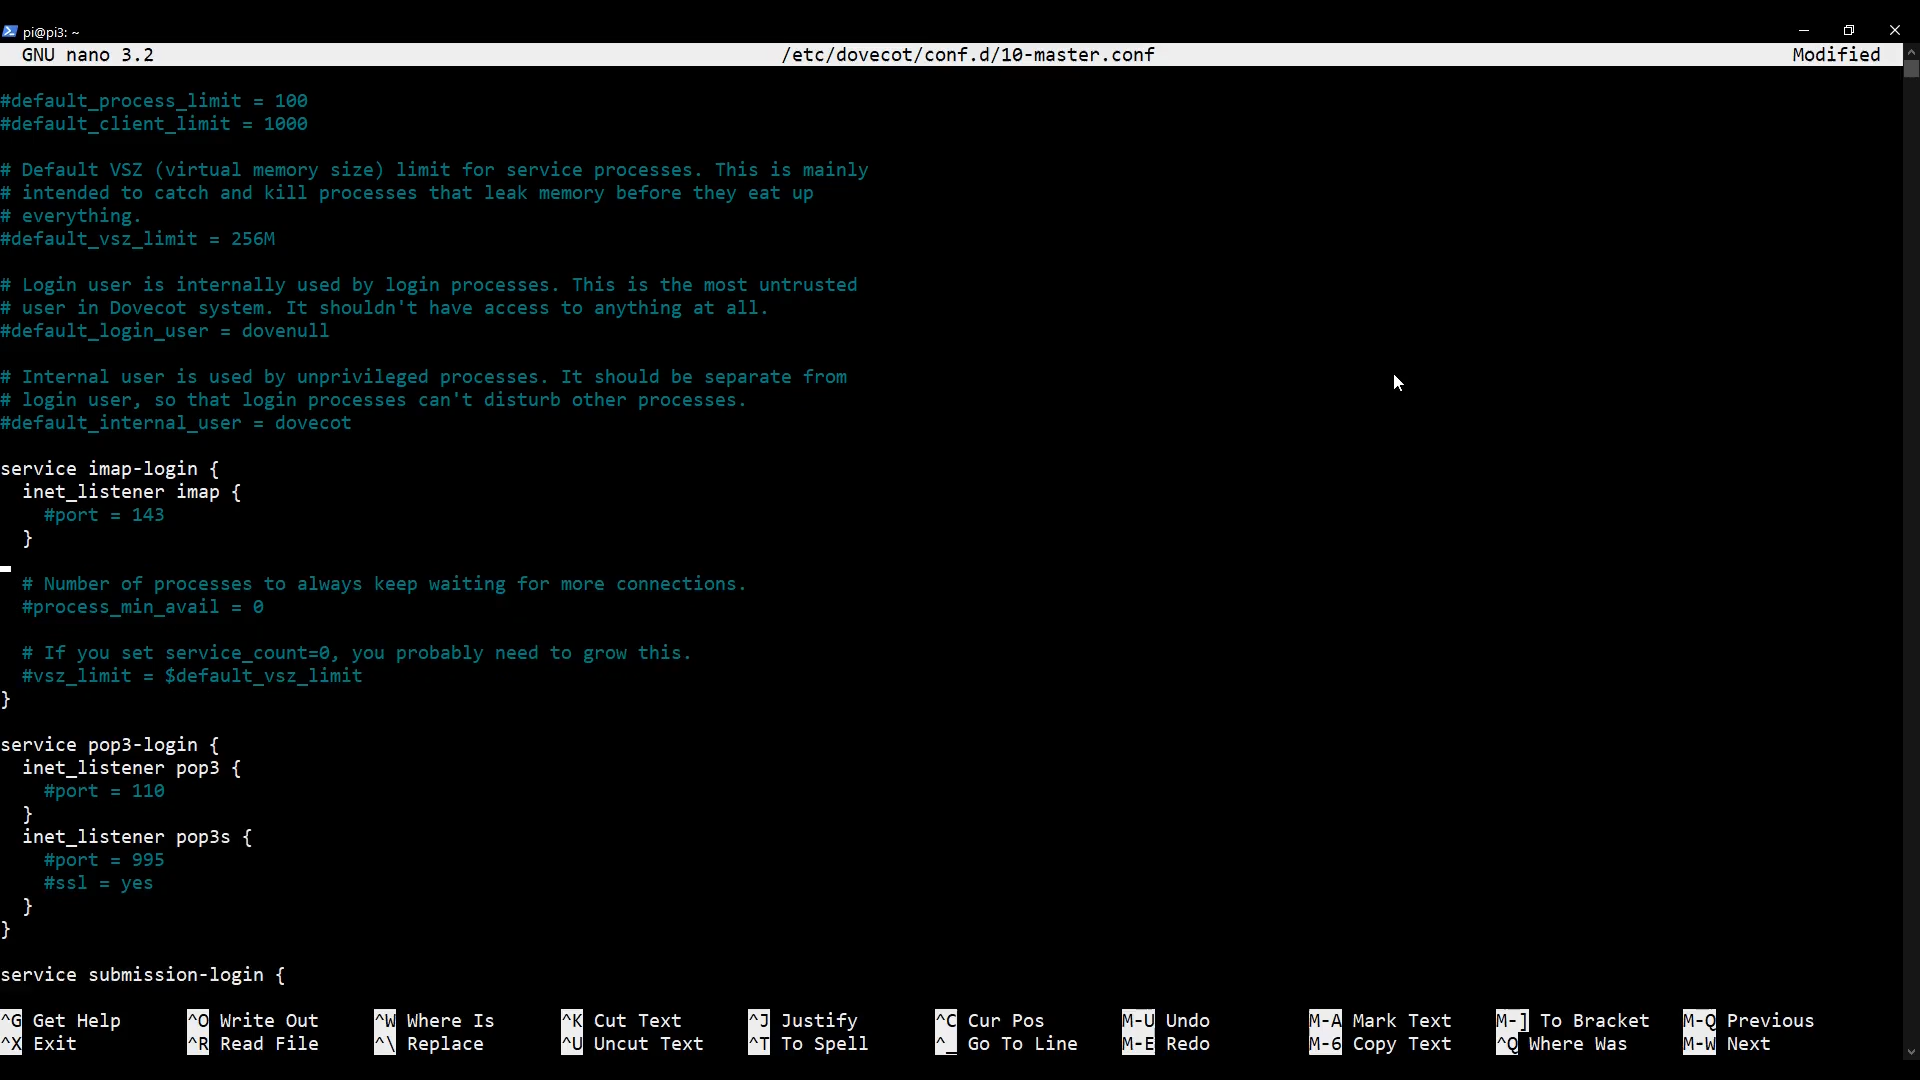 pi@pi3: ~
GNU nano 3.2 /etc/dovecot/conf.d/10-master.conf Modified
#default_process_limit = 100
#default_client_limit = 1000
# Default VSZ (virtual memory size) limit for service processes. This is mainly
# intended to catch and kill processes that leak memory before they eat up
# everything.
#default_vsz_limit = 256M
# Login user is internally used by login processes. This is the most untrusted
# user in Dovecot system. It shouldn't have access to anything at all.
#default_login_user = dovenull
# Internal user is used by unprivileged processes. It should be separate from
# login user, so that login processes can't disturb other processes.
#default_internal_user = dovecot
service imap-login {
  inet_listener imap {
    #port = 143
  }
  # Number of processes to always keep waiting for more connections.
  #process_min_avail = 0
  # If you set service_count=0, you probably need to grow this.
  #vsz_limit = $default_vsz_limit
}
service pop3-login {
  inet_listener pop3 {
    #port = 110
  }
  inet_listener pop3s {
    #port = 995
    #ssl = yes
  }
}
service submission-login {
^G Get Help ^O Write Out ^W Where Is ^K Cut Text ^J Justify ^C Cur Pos M-U Undo M-A Mark Text M-] To Bracket M-Q Previous
^X Exit ^R Read File ^\ Replace ^U Uncut Text ^T To Spell ^_ Go To Line M-E Redo M-6 Copy Text ^Q Where Was M-W Next